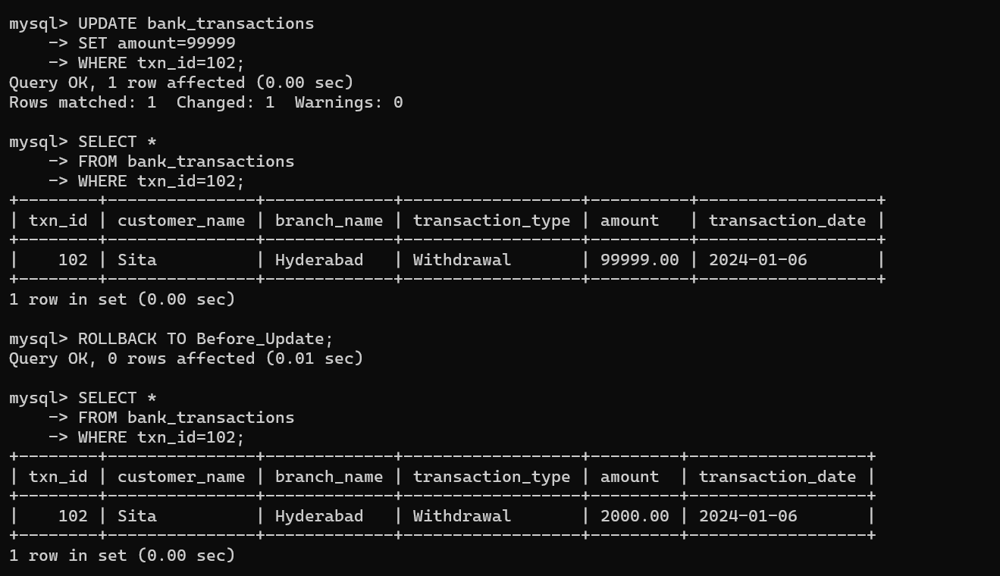 mysql> UPDATE bank_transactions
    -> SET amount=99999
    -> WHERE txn_id=102;
Query OK, 1 row affected (0.00 sec)
Rows matched: 1  Changed: 1  Warnings: 0

mysql> SELECT *
    -> FROM bank_transactions
    -> WHERE txn_id=102;
+--------+---------------+-------------+------------------+----------+------------------+
| txn_id | customer_name | branch_name | transaction_type | amount   | transaction_date |
+--------+---------------+-------------+------------------+----------+------------------+
|    102 | Sita          | Hyderabad   | Withdrawal       | 99999.00 | 2024-01-06       |
+--------+---------------+-------------+------------------+----------+------------------+
1 row in set (0.00 sec)

mysql> ROLLBACK TO Before_Update;
Query OK, 0 rows affected (0.01 sec)

mysql> SELECT *
    -> FROM bank_transactions
    -> WHERE txn_id=102;
+--------+---------------+-------------+------------------+---------+------------------+
| txn_id | customer_name | branch_name | transaction_type | amount  | transaction_date |
+--------+---------------+-------------+------------------+---------+------------------+
|    102 | Sita          | Hyderabad   | Withdrawal       | 2000.00 | 2024-01-06       |
+--------+---------------+-------------+------------------+---------+------------------+
1 row in set (0.00 sec)